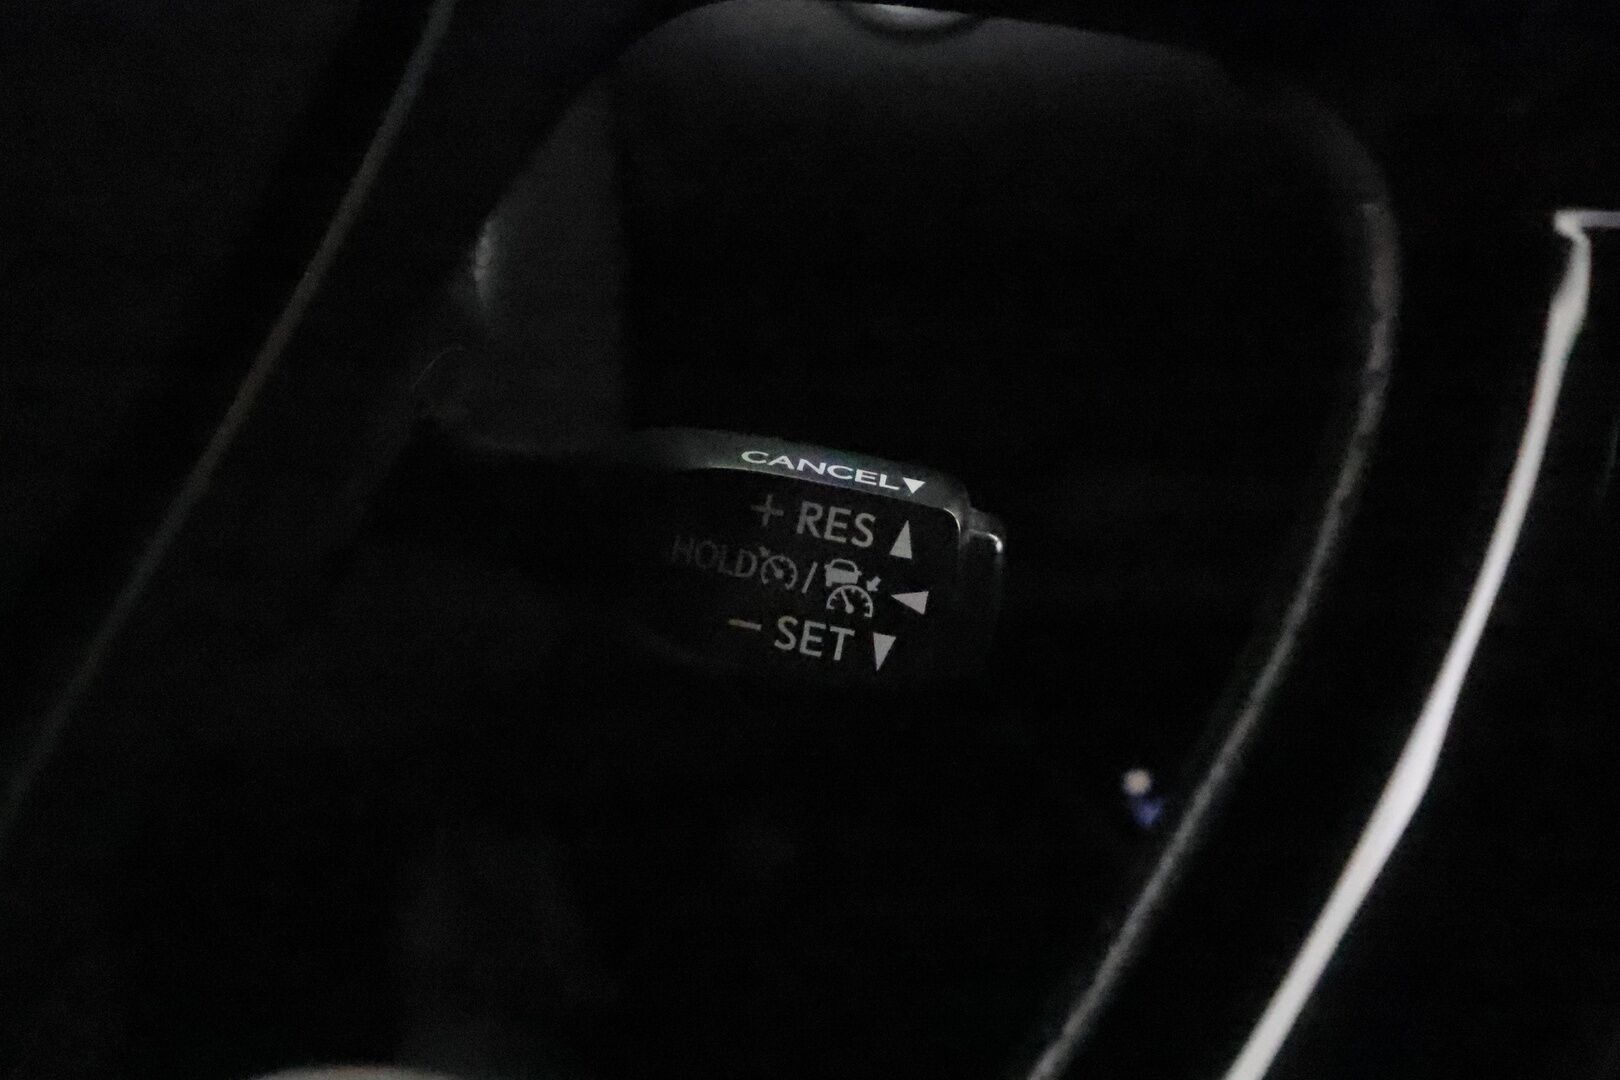 CANCEL▼
+ RES ▲
HOLD / ◀
− SET ▼